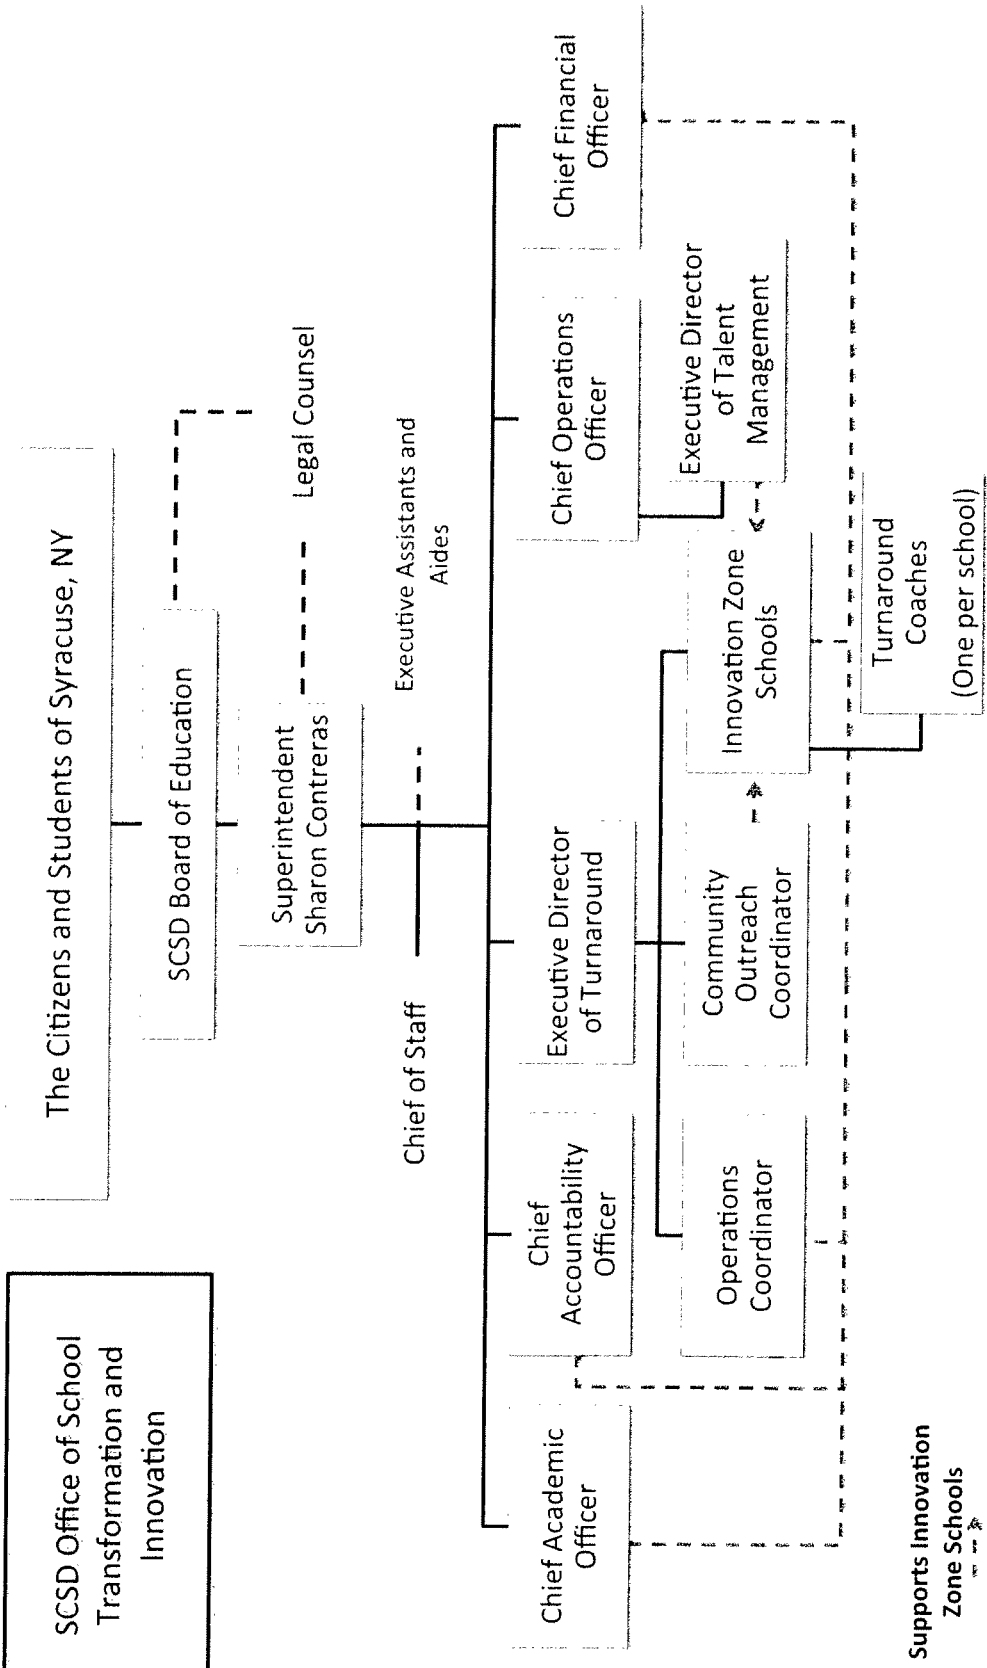 SCSD Office of School
Transformation and
Innovation
The Citizens and Students of Syracuse, NY
SCSD Board of Education
Superintendent
Sharon Contreras
Legal Counsel
Chief of Staff
Executive Assistants and
Aides
Chief Academic
Officer
Chief
Accountability
Officer
Executive Director
of Turnaround
Chief Operations
Officer
Chief Financial
Officer
Operations
Coordinator
Community
Outreach
Coordinator
Innovation Zone
Schools
Executive Director
of Talent
Management
Turnaround
Coaches
(One per school)
Supports Innovation
Zone Schools